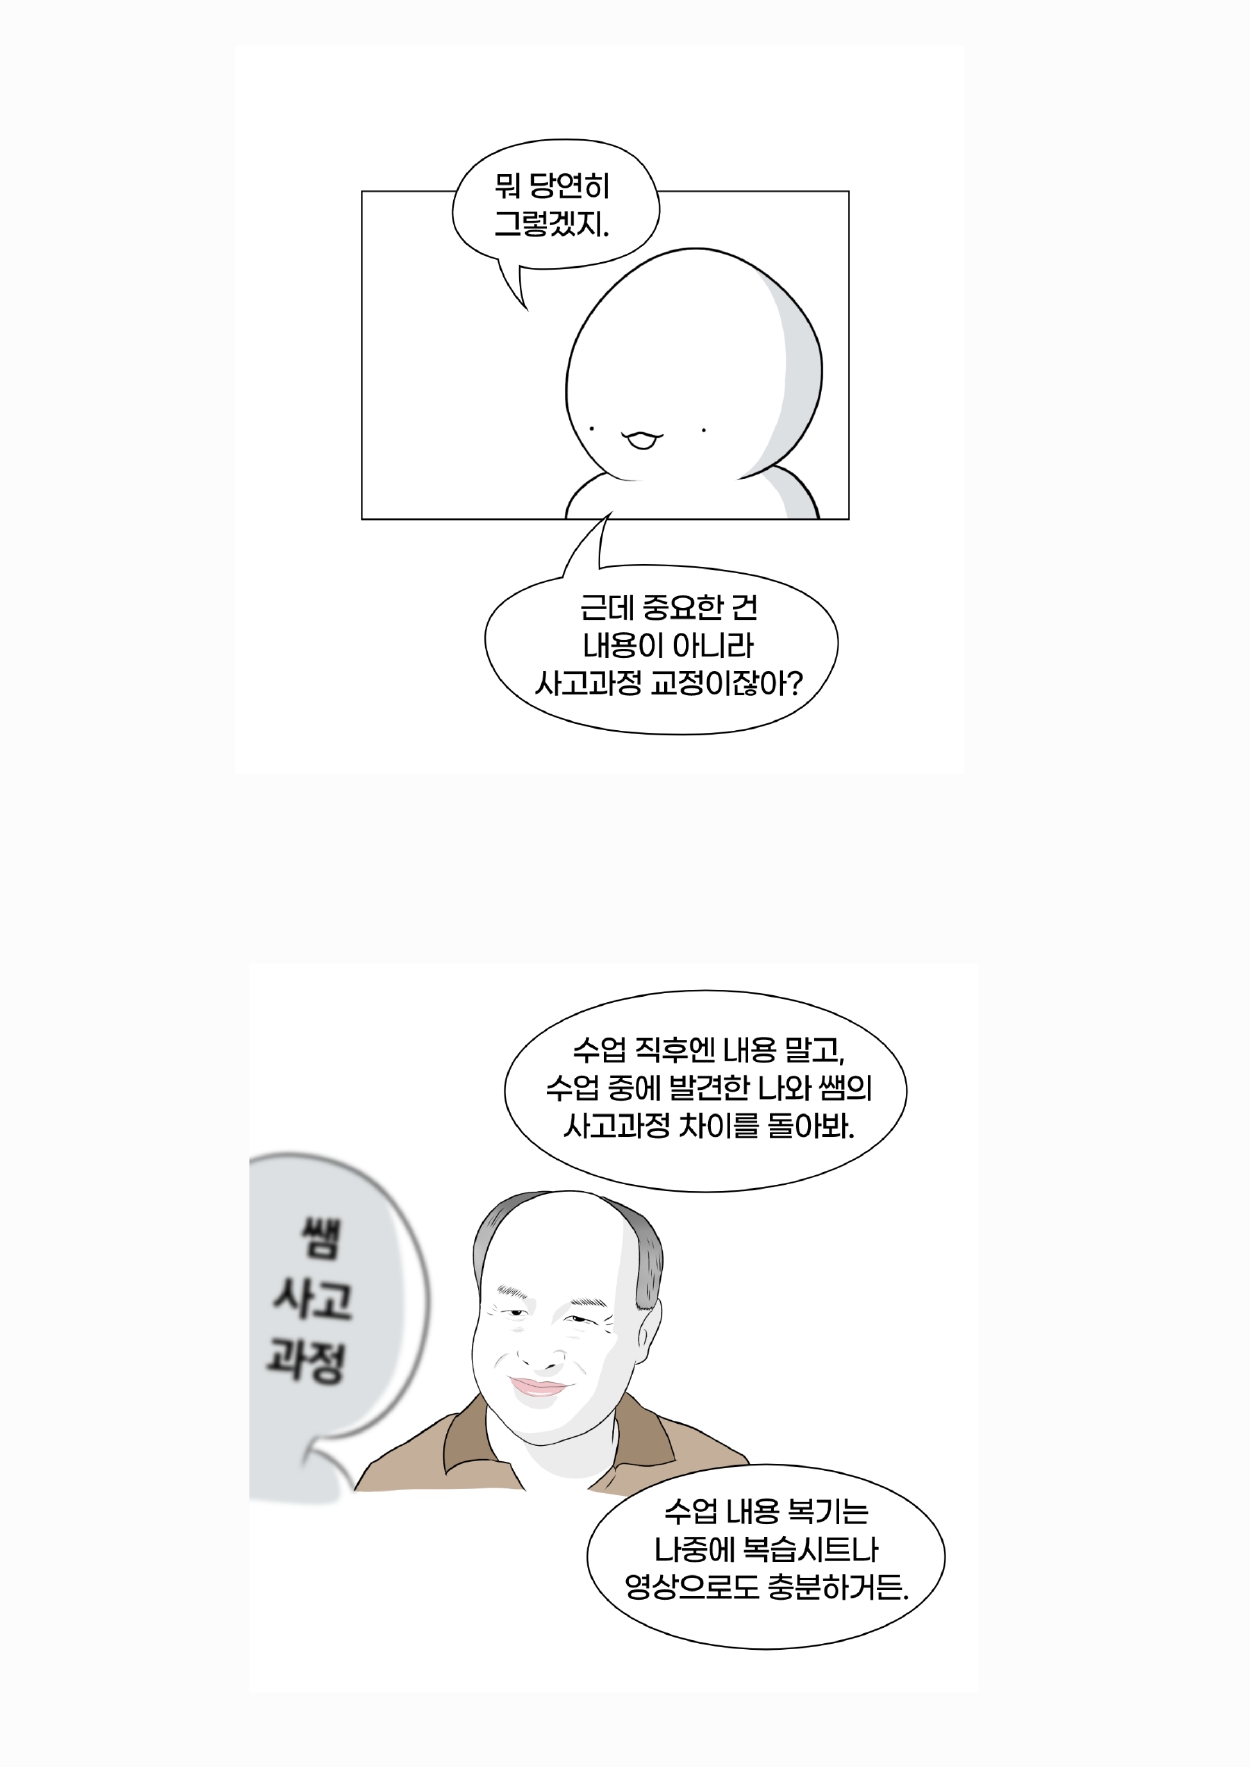 뭐 당연히
그렇겠지.
근데 중요한 건
내용이 아니라
사고과정 교정이잖아?
수업 직후엔 내용 말고,
수업 중에 발견한 나와 쌤의
사고과정 차이를 돌아봐.
쌤
사고
과정
수업 내용 복기는
나중에 복습시트나
영상으로도 충분하거든.